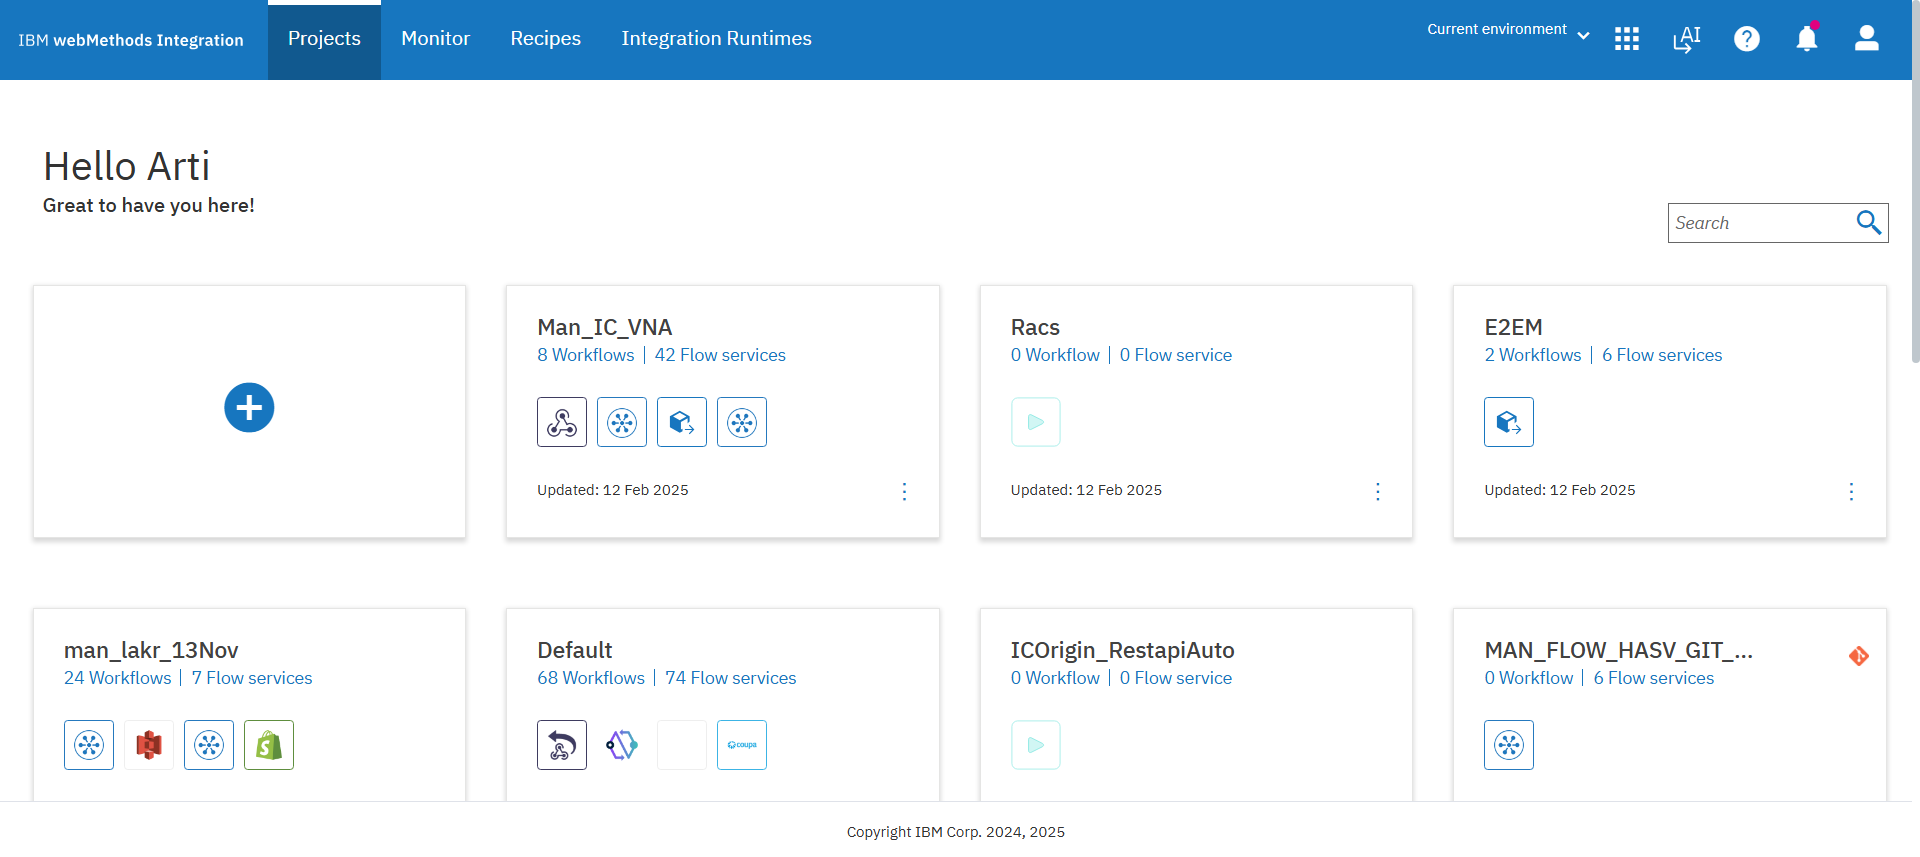 IBM webMethods Integration
Projects
Monitor
Recipes
Integration Runtimes
Current environment
AI
?
Hello Arti
Great to have you here!
Search
Man_IC_VNA
8 Workflows | 42 Flow services
Updated: 12 Feb 2025
Racs
0 Workflow | 0 Flow service
Updated: 12 Feb 2025
E2EM
2 Workflows | 6 Flow services
Updated: 12 Feb 2025
man_lakr_13Nov
24 Workflows | 7 Flow services
S
Default
68 Workflows | 74 Flow services
coupa
ICOrigin_RestapiAuto
0 Workflow | 0 Flow service
MAN_FLOW_HASV_GIT_...
0 Workflow | 6 Flow services
Copyright IBM Corp. 2024, 2025